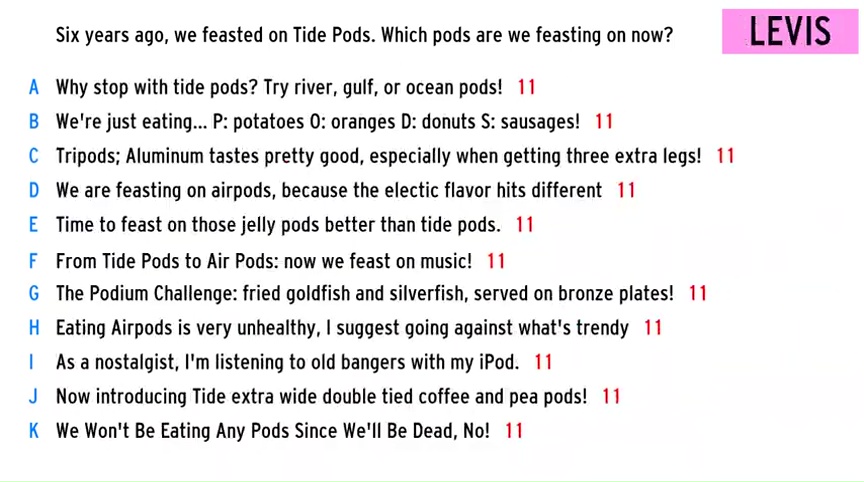 Six years ago, we feasted on Tide Pods. Which pods are we feasting on now?
LEVIS
A Why stop with tide pods? Try river, gulf, or ocean pods! 11
B We're just eating... P: potatoes O: oranges D: donuts S: sausages! 11
C Tripods; Aluminum tastes pretty good, especially when getting three extra legs! 11
D We are feasting on airpods, because the electic flavor hits different 11
E Time to feast on those jelly pods better than tide pods. 11
F From Tide Pods to Air Pods: now we feast on music! 11
G The Podium Challenge: fried goldfish and silverfish, served on bronze plates! 11
H Eating Airpods is very unhealthy, I suggest going against what's trendy 11
I As a nostalgist, I'm listening to old bangers with my iPod. 11
J Now introducing Tide extra wide double tied coffee and pea pods! 11
K We Won't Be Eating Any Pods Since We'll Be Dead, No! 11